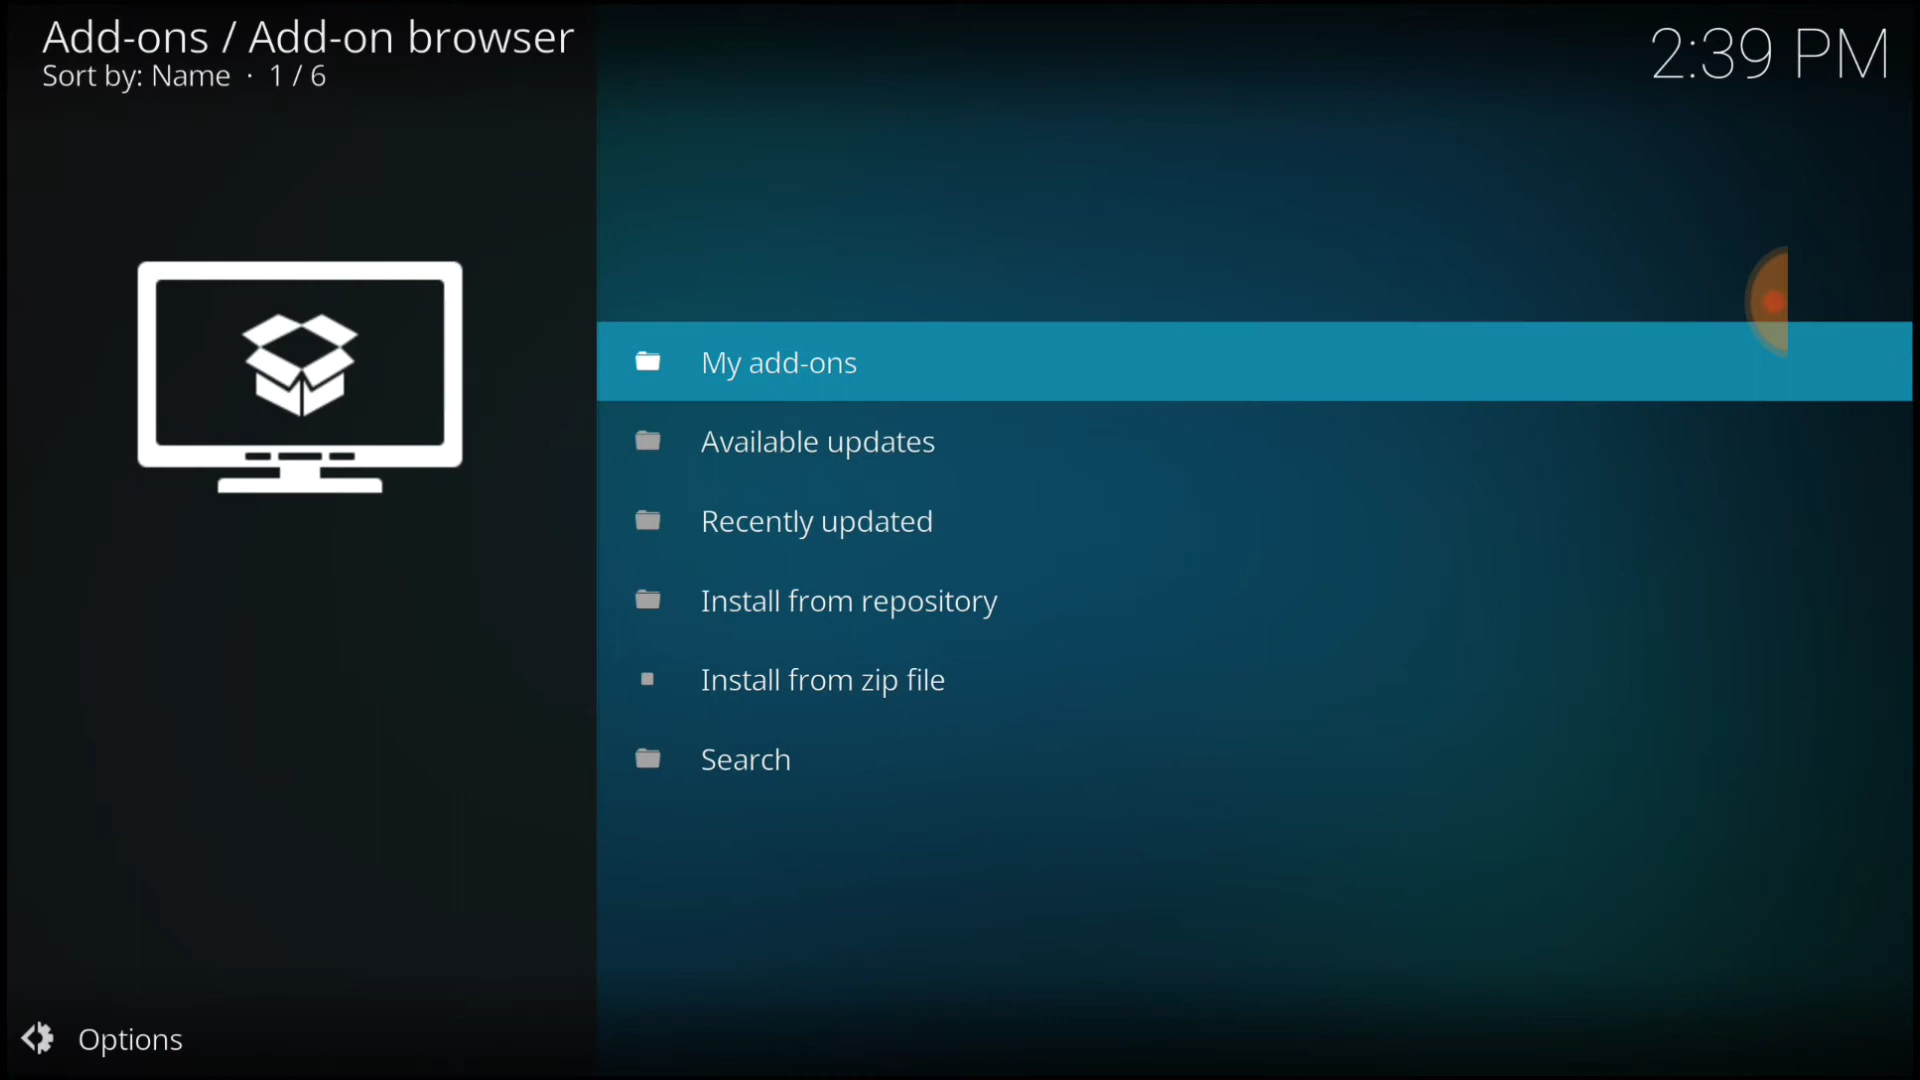 Add-ons / Add-on browser
Sort by: Name · 1 / 6
2:39 PM
My add-ons
Available updates
Recently updated
Install from repository
Install from zip file
Search
Options